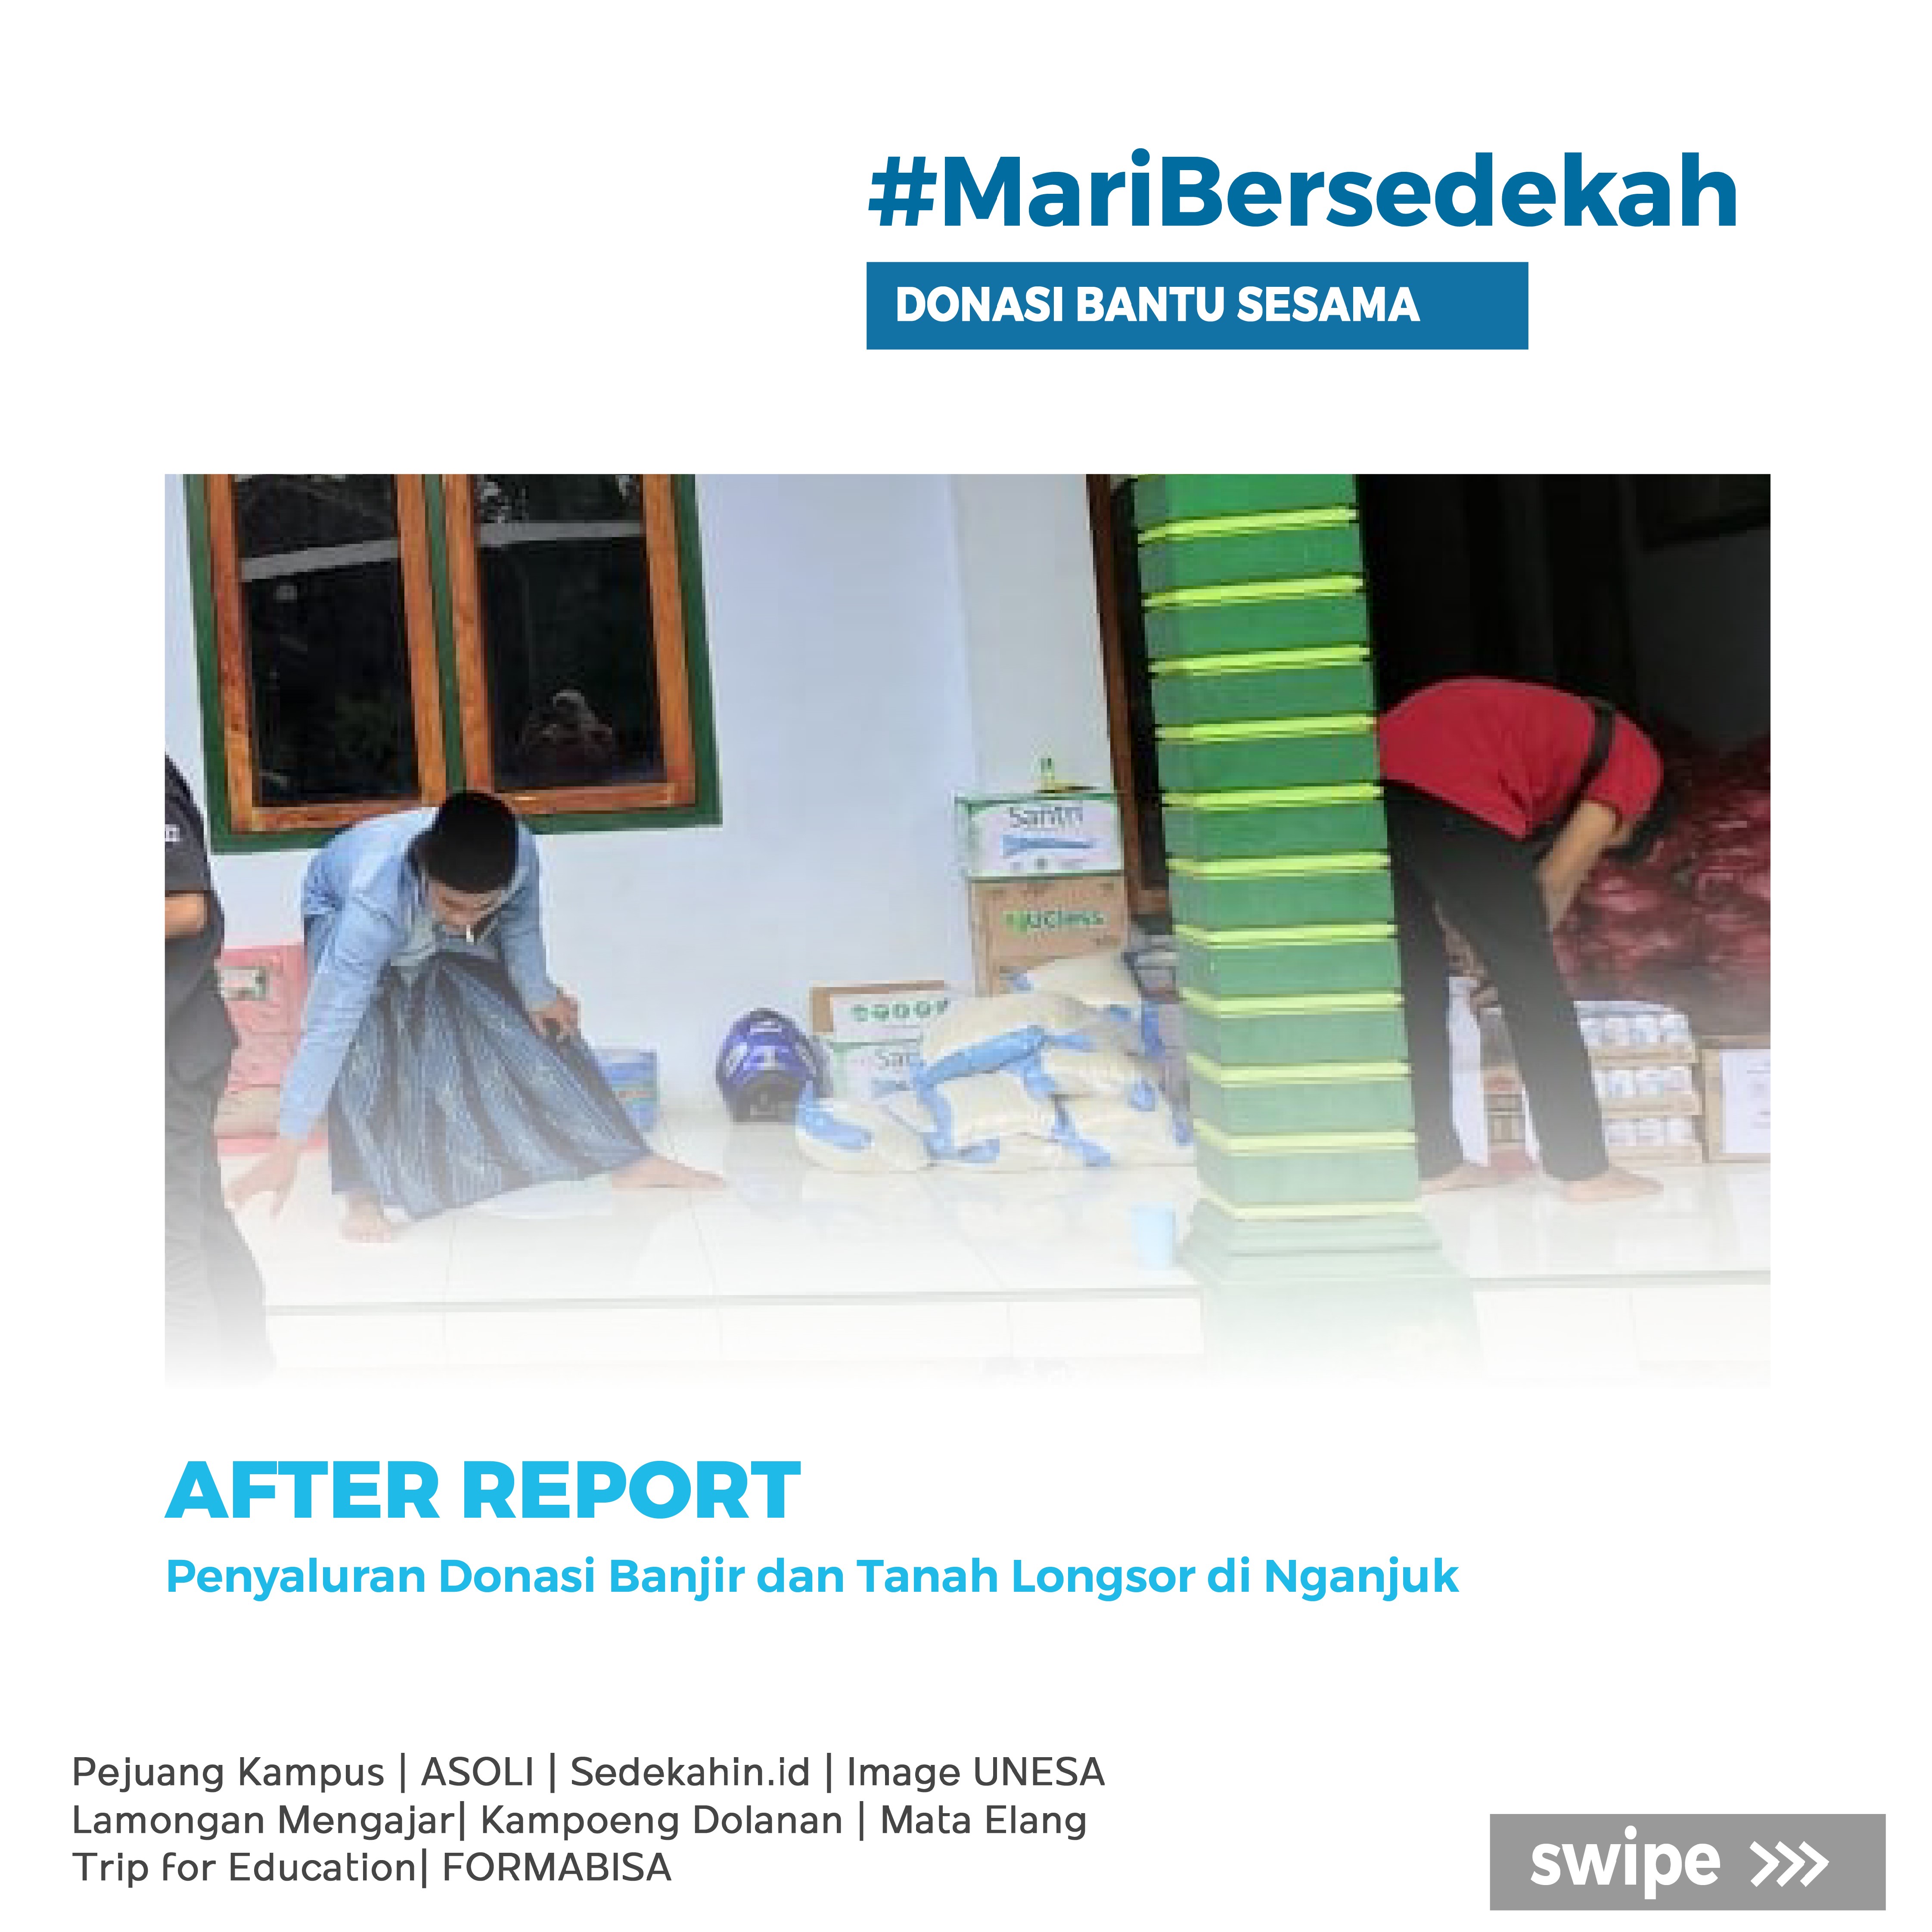 #MariBersedekah
DONASI BANTU SESAMA
Santri
AFTER REPORT
Penyaluran Donasi Banjir dan Tanah Longsor di Nganjuk
Pejuang Kampus | ASOLI | Sedekahin.id | Image UNESA
Lamongan Mengajar| Kampoeng Dolanan | Mata Elang
Trip for Education| FORMABISA
swipe >>>